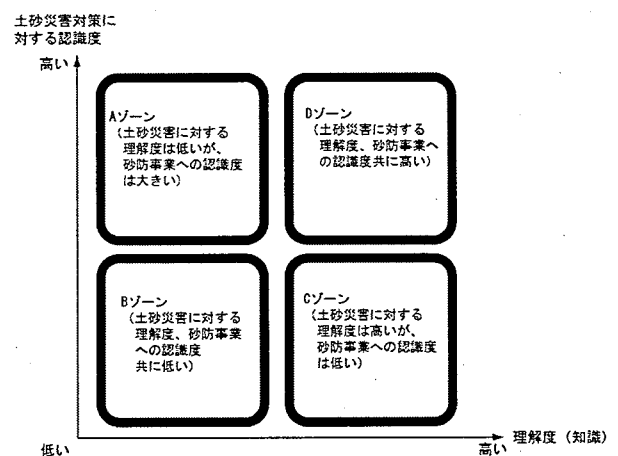 土砂災害対策に
対する認識度
高い
Aゾーン
(土砂災害に対する
理解度は低いが、
砂防事業への認識度
は大きい)
Dゾーン
(土砂災害に対する
理解度、砂防事業へ
の認識度共に高い)
Bゾーン
(土砂災害に対する
理解度、砂防事業
への認識度
共に低い)
Cゾーン
(土砂災害に対する
理解度は高いが、
砂防事業への認識度
は低い)
低い
高い
理解度（知識）